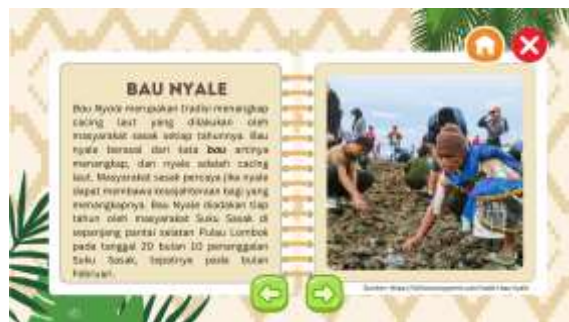 BAU NYALE
Bau Nyale merupakan tradisi menangkap
cacing laut yang dilakukan oleh
masyarakat sasak setiap tahunnya. Bau
nyale berasal dari kata bau artinya
menangkap, dan nyale adalah cacing
laut. Masyarakat sasak percaya jika nyale
dapat membawa kesejahteraan bagi yang
menangkapnya. Bau Nyale diadakan tiap
tahun oleh masyarakat Suku Sasak di
sepanjang pantai selatan Pulau Lombok
pada tanggal 20 bulan 10 penanggalan
Suku Sasak, tepatnya pada bulan
Februari.
Sumber: https://